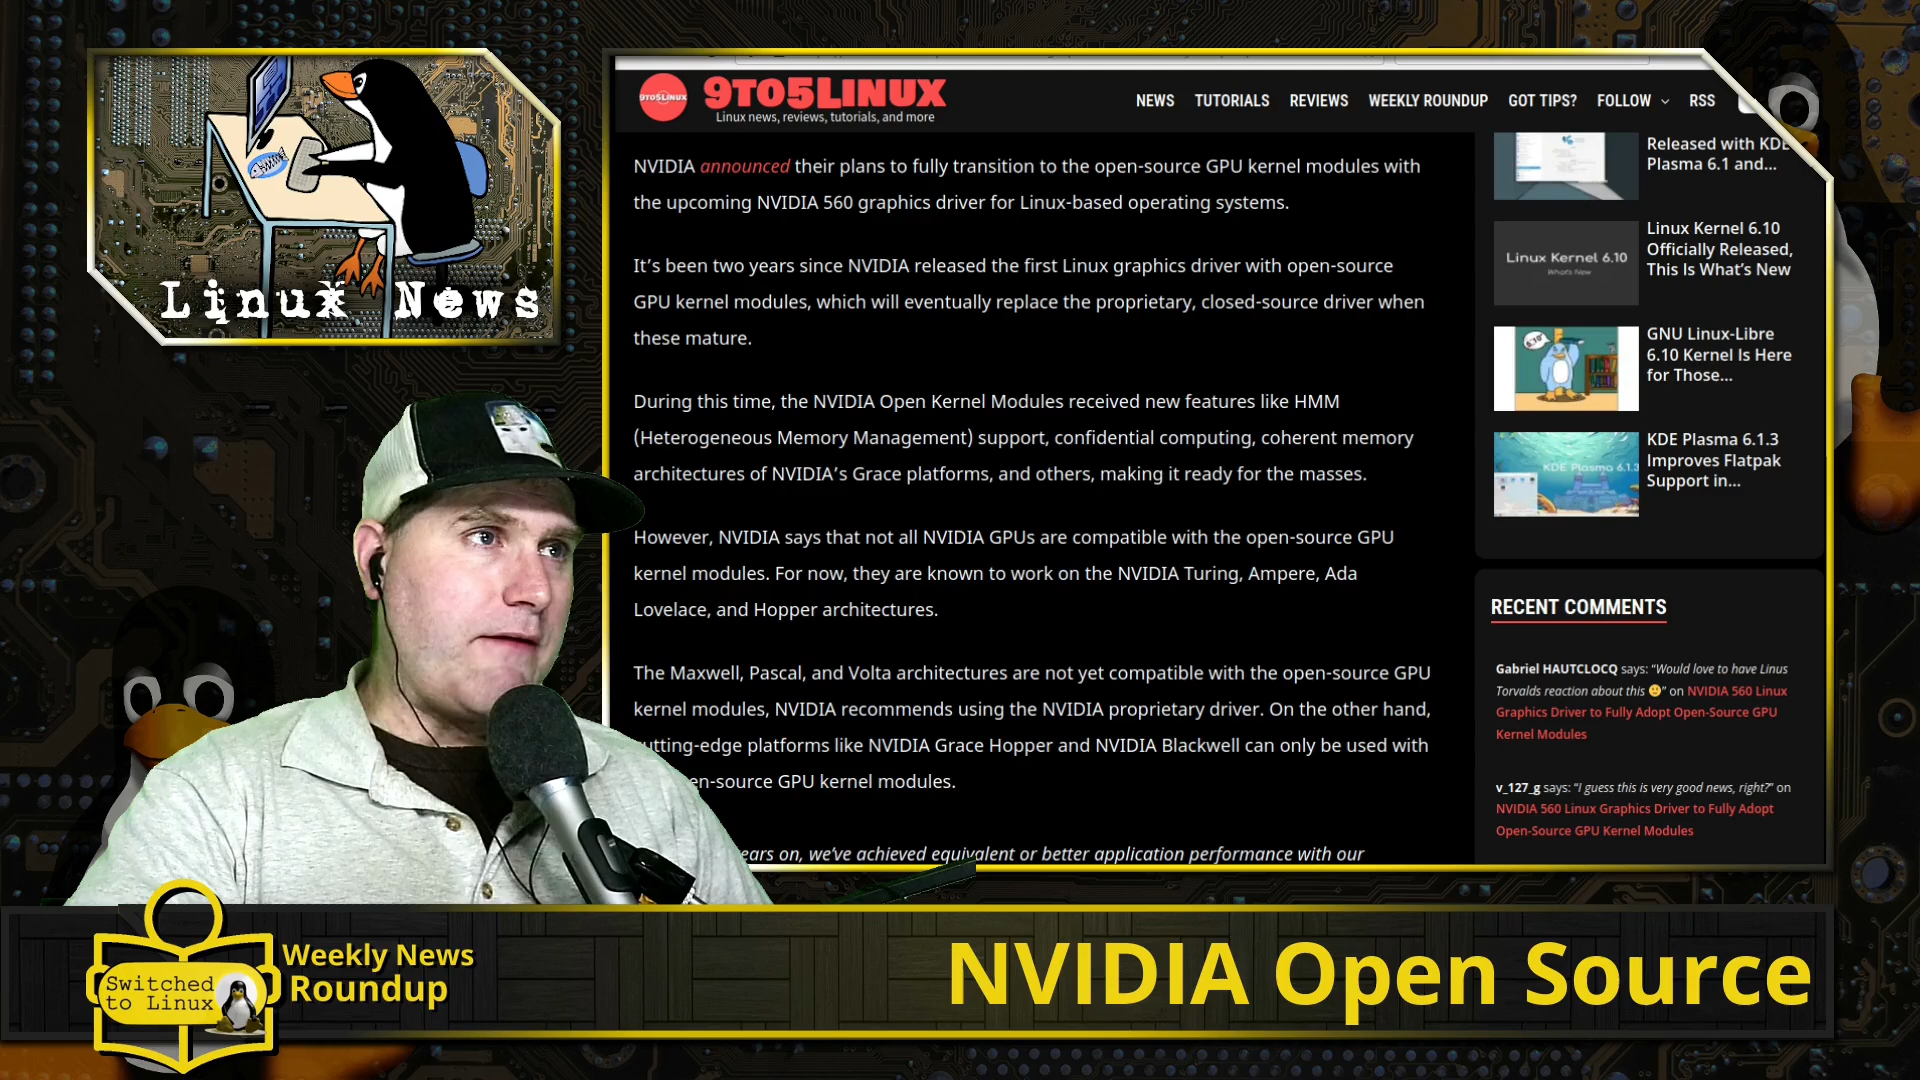 Linux News
9TO5LINUX
9TO5LINUX
Linux news, reviews, tutorials, and more
NEWS TUTORIALS REVIEWS WEEKLY ROUNDUP GOT TIPS? FOLLOW RSS
NVIDIA announced their plans to fully transition to the open-source GPU kernel modules with
the upcoming NVIDIA 560 graphics driver for Linux-based operating systems.
It’s been two years since NVIDIA released the first Linux graphics driver with open-source
GPU kernel modules, which will eventually replace the proprietary, closed-source driver when
these mature.
During this time, the NVIDIA Open Kernel Modules received new features like HMM
(Heterogeneous Memory Management) support, confidential computing, coherent memory
architectures of NVIDIA’s Grace platforms, and others, making it ready for the masses.
However, NVIDIA says that not all NVIDIA GPUs are compatible with the open-source GPU
kernel modules. For now, they are known to work on the NVIDIA Turing, Ampere, Ada
Lovelace, and Hopper architectures.
The Maxwell, Pascal, and Volta architectures are not yet compatible with the open-source GPU
kernel modules, NVIDIA recommends using the NVIDIA proprietary driver. On the other hand,
utting-edge platforms like NVIDIA Grace Hopper and NVIDIA Blackwell can only be used with
en-source GPU kernel modules.
ears on, we’ve achieved equivalent or better application performance with our
Released with KDE
Plasma 6.1 and...
Linux Kernel 6.10
What's New
Linux Kernel 6.10
Officially Released,
This Is What’s New
6.10
GNU Linux-Libre
6.10 Kernel Is Here
for Those...
KDE Plasma 6.1.3
KDE Plasma 6.1.3
Improves Flatpak
Support in...
RECENT COMMENTS
Gabriel HAUTCLOCQ says: “Would love to have Linus
Torvalds reaction about this 🙂” on NVIDIA 560 Linux
Graphics Driver to Fully Adopt Open-Source GPU
Kernel Modules
v_127_g says: “I guess this is very good news, right?” on
NVIDIA 560 Linux Graphics Driver to Fully Adopt
Open-Source GPU Kernel Modules
Switched
to Linux
Weekly News
Roundup
NVIDIA Open Source